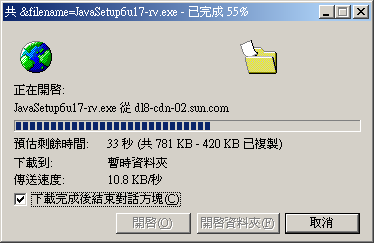 共 &filename=JavaSetup6u17-rv.exe - 已完成 55%
正在開啓:
JavaSetup6u17-rv.exe 從 dl8-cdn-02.sun.com
預估剩餘時間: 33 秒 (共 781 KB - 420 KB 已複製)
下載到: 暫時資料夾
傳送速度: 10.8 KB/秒
下載完成後結束對話方塊(C)
開啓(O) 開啓資料夾(F) 取消